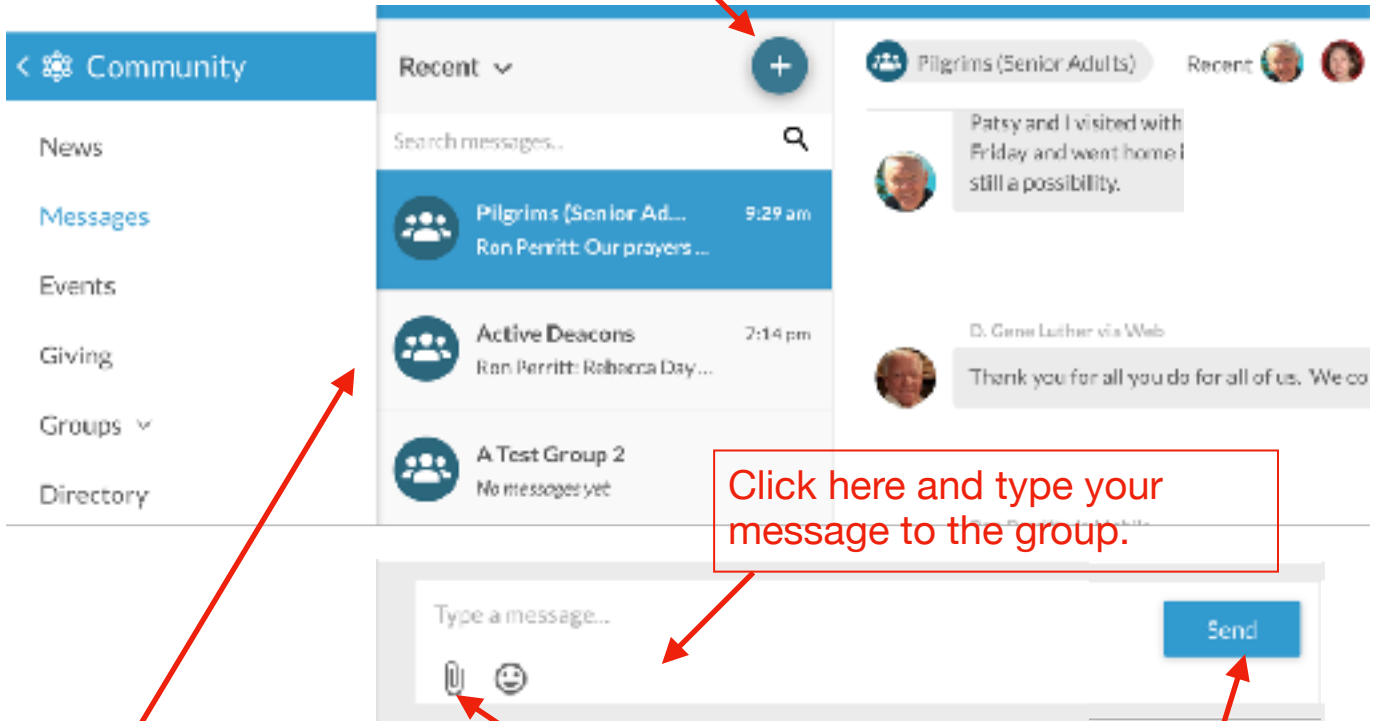 Community
News
Messages
Events
Giving
Groups
Directory
Recent
Search messages...
Pilgrims (Senior Ad... 9:29 am
Ron Perritt: Our prayers ...
Active Deacons 7:14 pm
Ron Perritt: Rebecca Day...
A Test Group 2
No messages yet
Pilgrims (Senior Adults) Recent
Patsy and I visited with
Friday and went home
still a possibility.
D. Gene Luther via Web
Thank you for all you do for all of us. We co
Click here and type your
message to the group.
Type a message...
Send